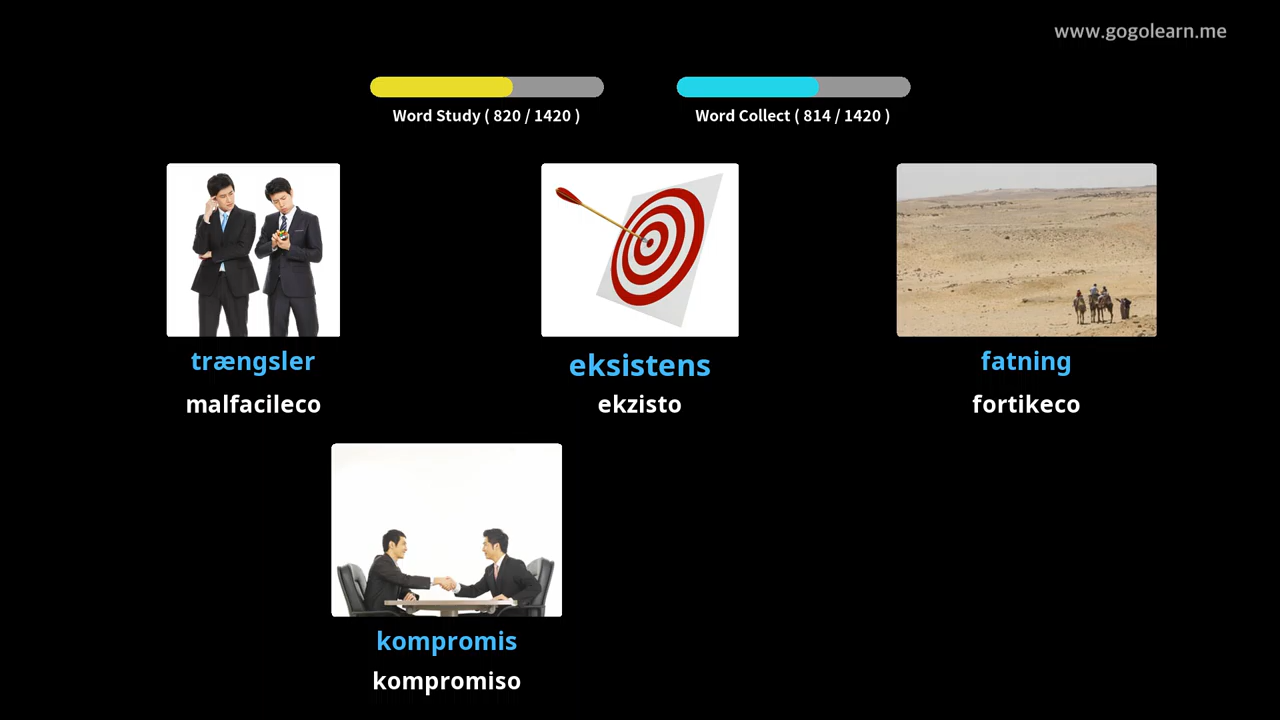 www.gogolearn.me
Word Study ( 820 / 1420 )
Word Collect ( 814 / 1420 )
trængsler
eksistens
fatning
malfacileco
ekzisto
fortikeco
kompromis
kompromiso